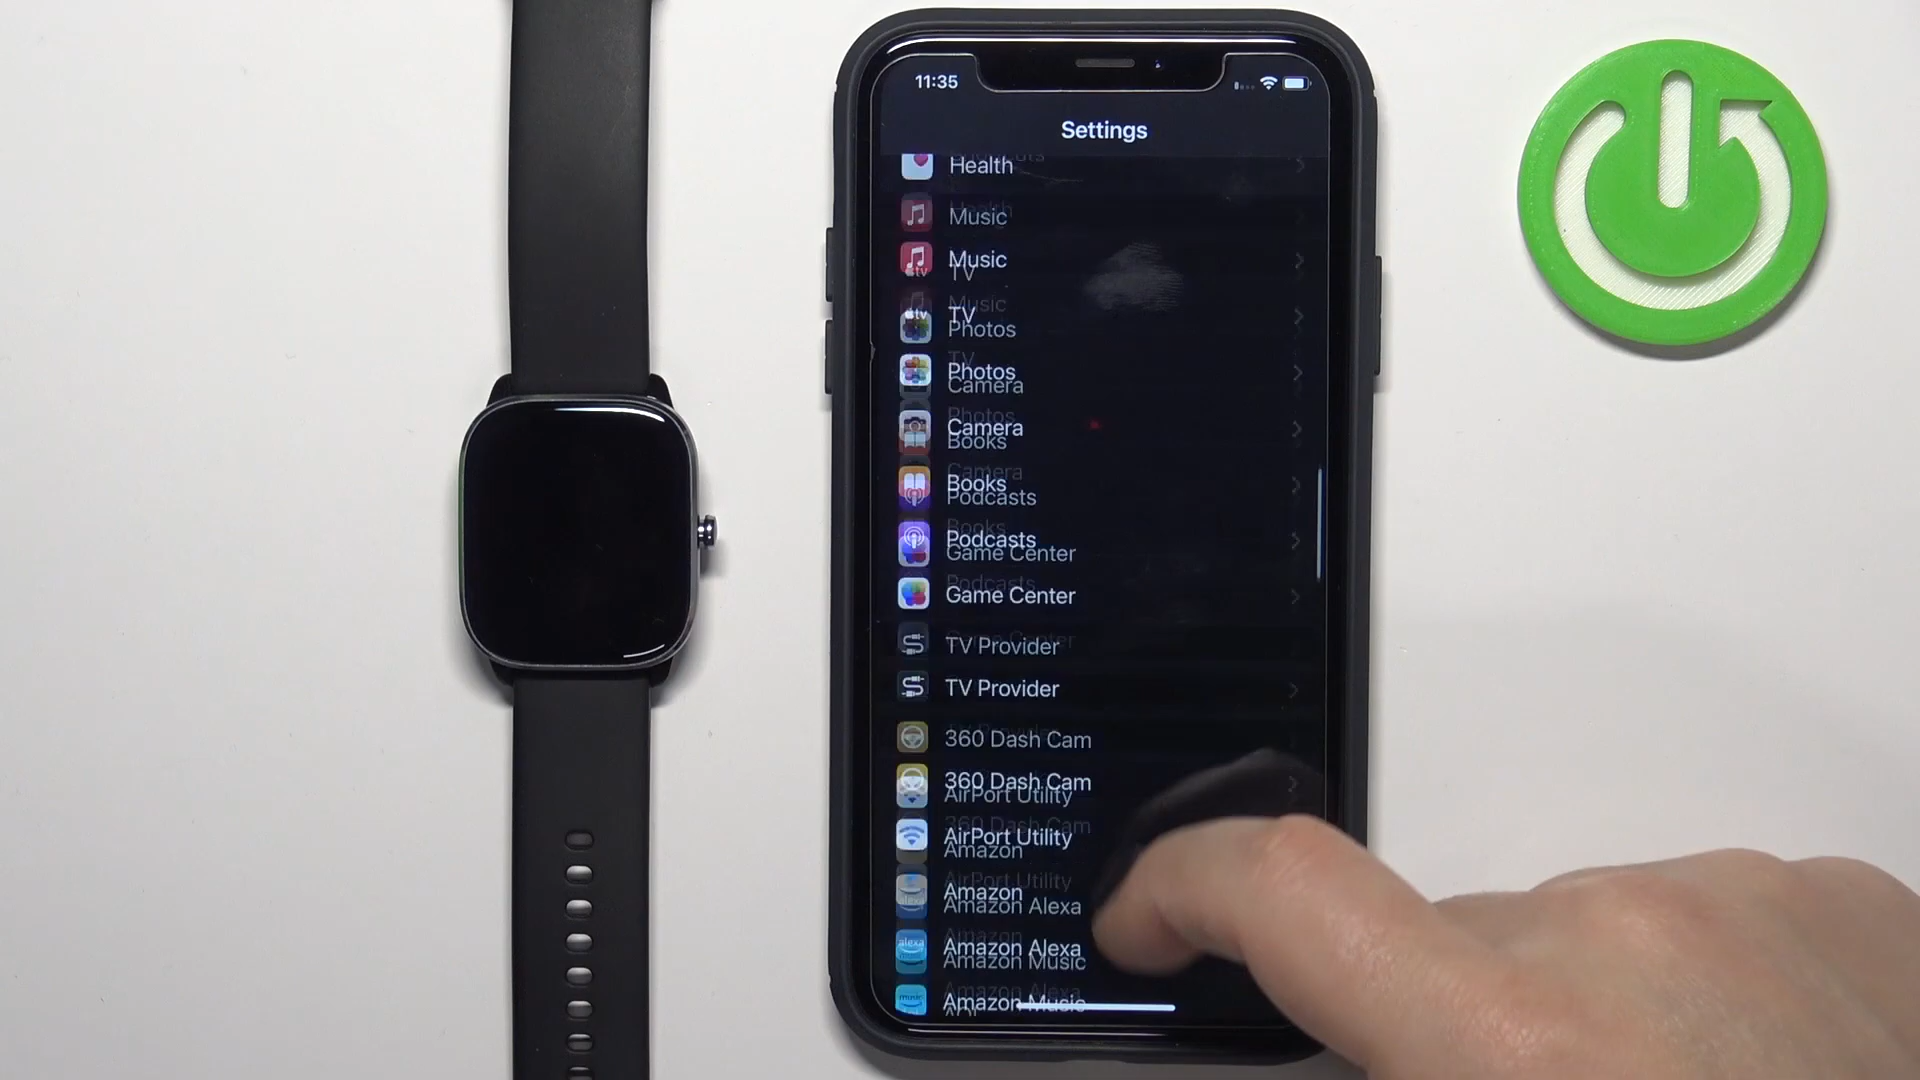 11:35
Settings
Health
Music
Music
TV
TV
Photos
Photos
Camera
Camera
Books
Books
Podcasts
Podcasts
Game Center
Game Center
TV Provider
TV Provider
360 Dash Cam
360 Dash Cam
AirPort Utility
AirPort Utility
Amazon
Amazon
Amazon Alexa
Amazon Alexa
Amazon Music
Amazon Music